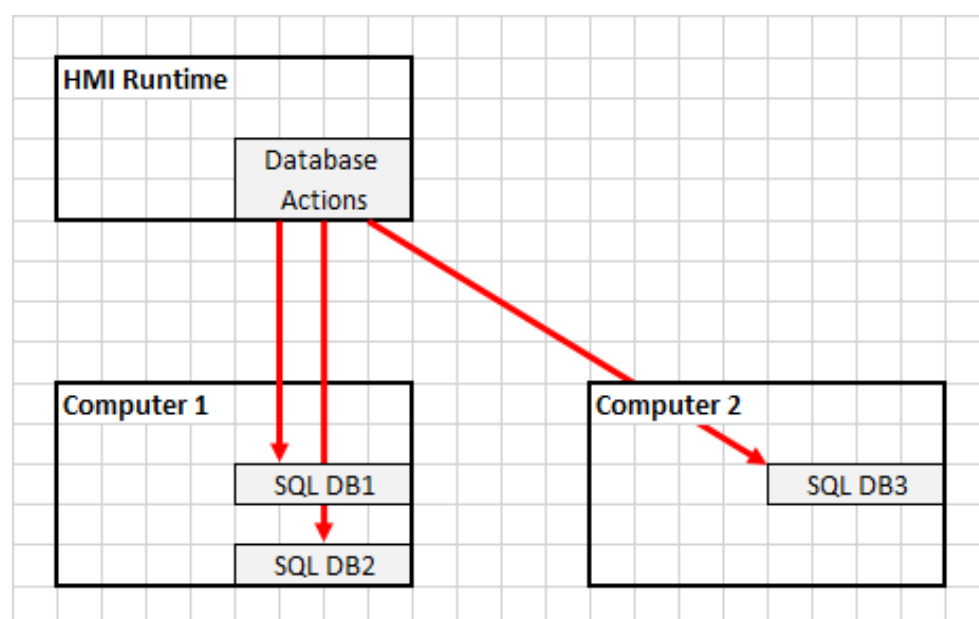 HMI Runtime
Database
Actions
Computer 1
Computer 2
SQL DB1
SQL DB3
SQL DB2